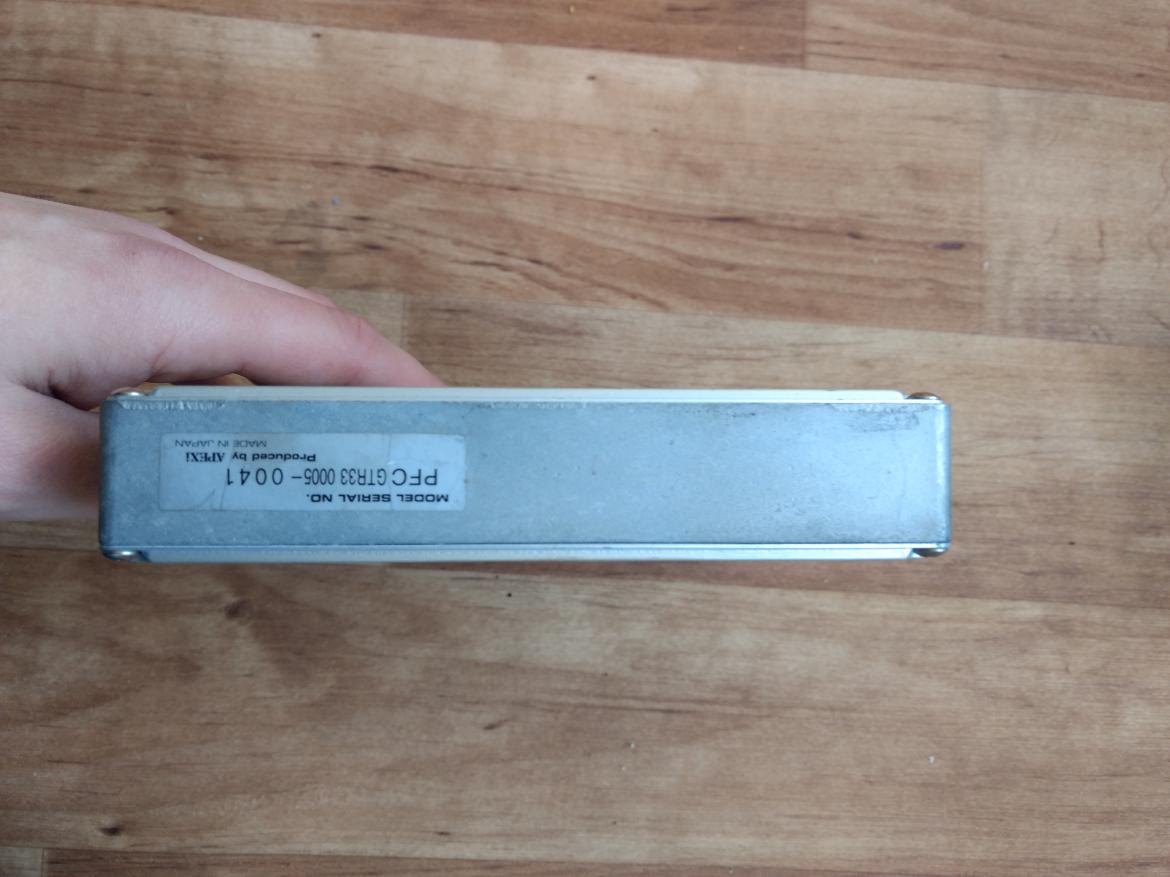 MODEL SERIAL NO.
PFC GTR33 0005-0041
Produced by APEXi
MADE IN JAPAN